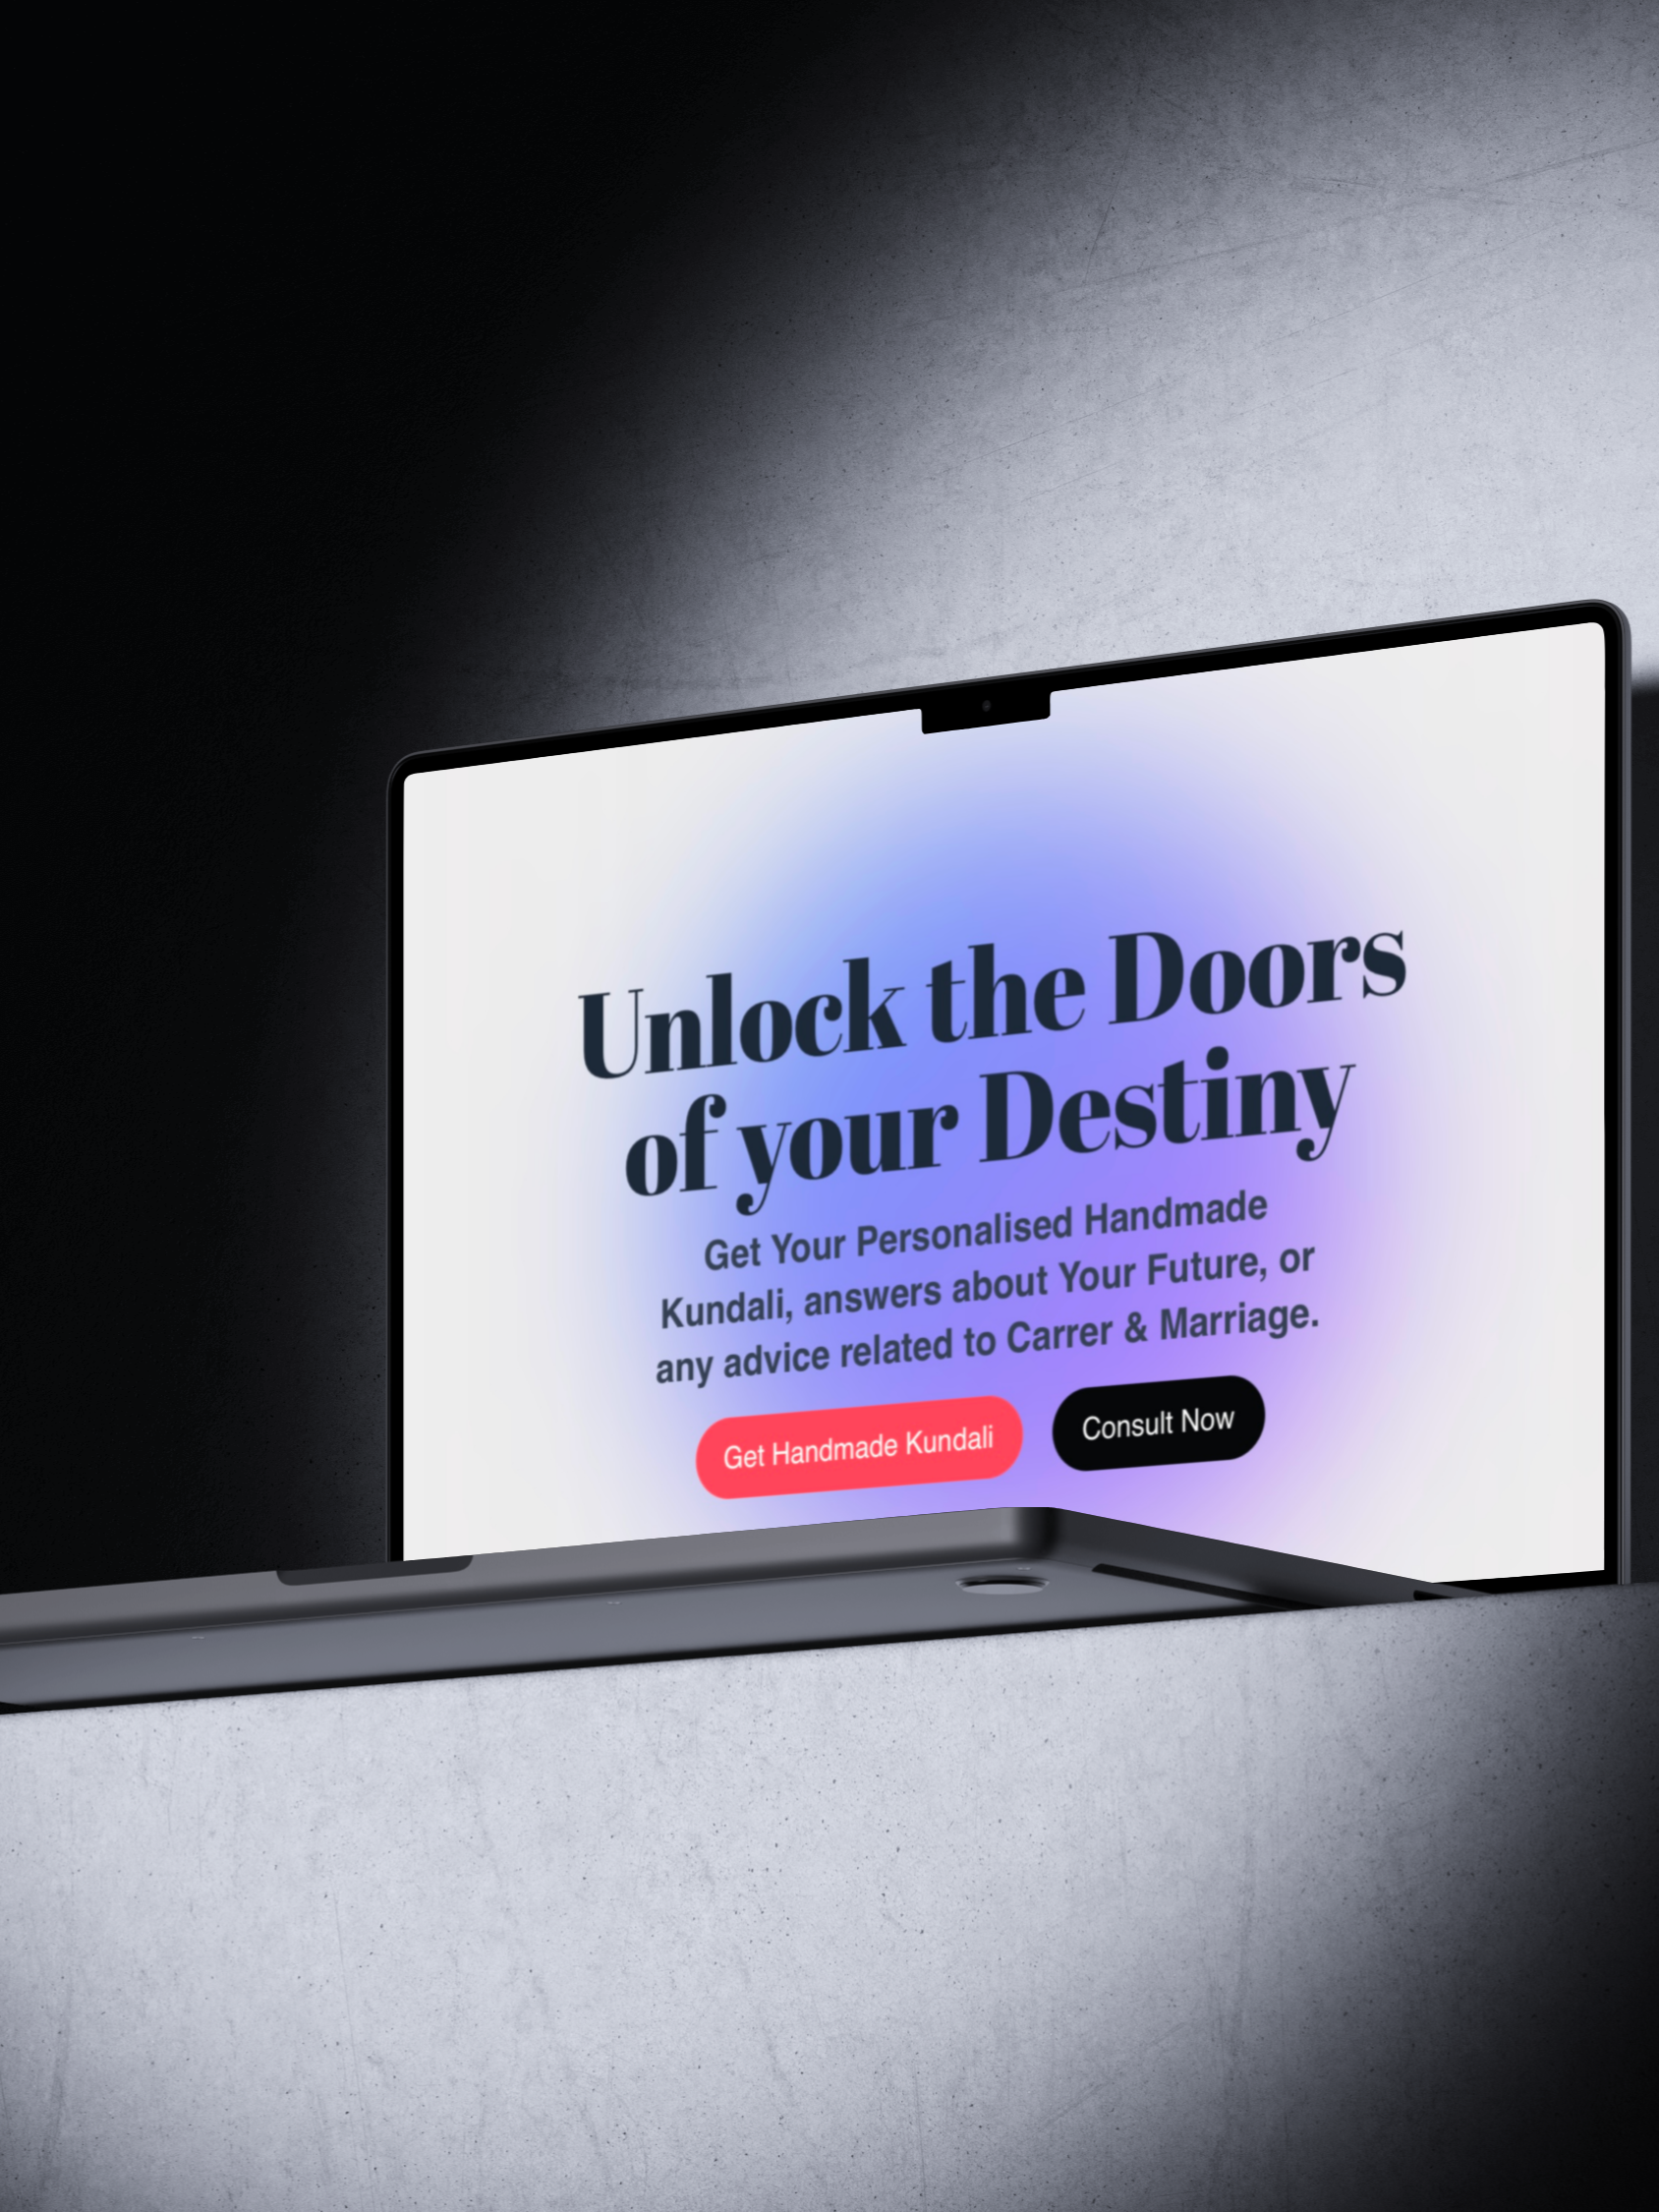 Unlock the Doors
of your Destiny
Get Your Personalised Handmade
Kundali, answers about Your Future, or
any advice related to Carrer & Marriage.
Get Handmade Kundali
Consult Now